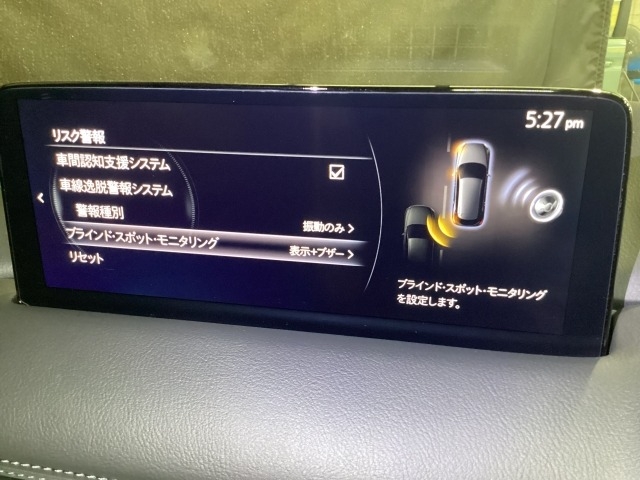 5:27pm
リスク警報
車間認知支援システム
車線逸脱警報システム
警報種別 振動のみ
ブラインド・スポット・モニタリング 表示+ブザー
リセット
ブラインド・スポット・モニタリング
を設定します。